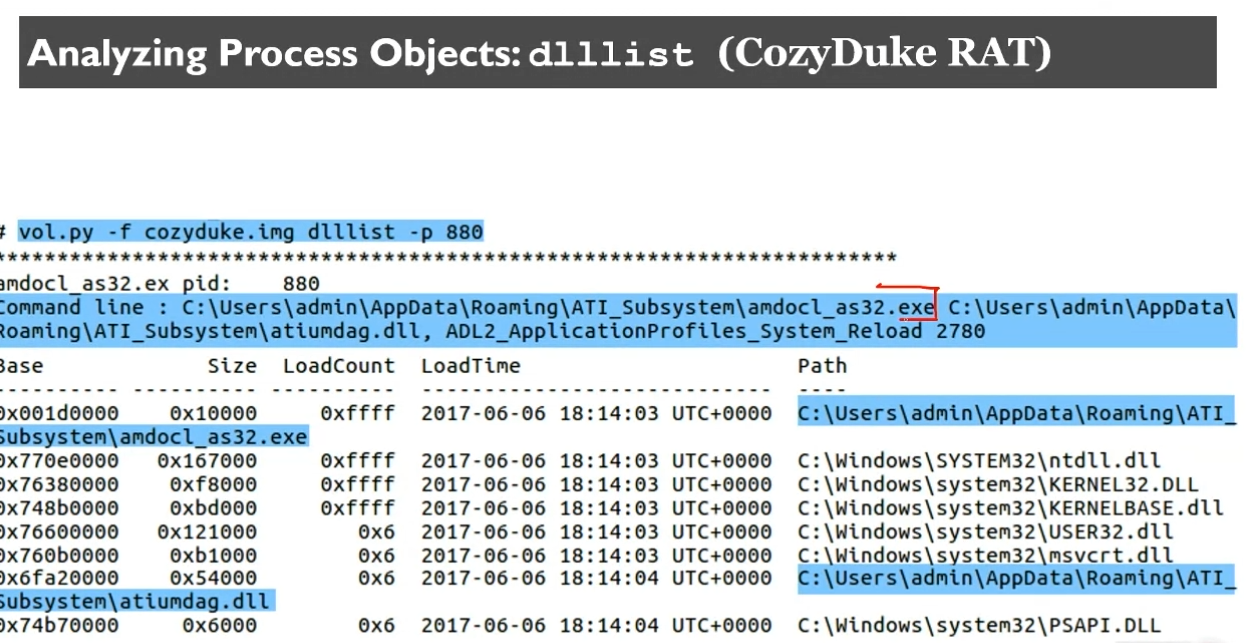 Analyzing Process Objects: dlllist (CozyDuke RAT)
# vol.py -f cozyduke.img dlllist -p 880
************************************************************************
amdocl_as32.ex pid:    880
Command line : C:\Users\admin\AppData\Roaming\ATI_Subsystem\amdocl_as32.exe C:\Users\admin\AppData\
Roaming\ATI_Subsystem\atiumdag.dll, ADL2_ApplicationProfiles_System_Reload 2780
Base             Size  LoadCount  LoadTime                       Path
---------- ---------- ---------- ------------------------------ ----
0x001d0000    0x10000     0xffff  2017-06-06 18:14:03 UTC+0000  C:\Users\admin\AppData\Roaming\ATI_
Subsystem\amdocl_as32.exe
0x770e0000   0x167000     0xffff  2017-06-06 18:14:03 UTC+0000  C:\Windows\SYSTEM32\ntdll.dll
0x76380000    0xf8000     0xffff  2017-06-06 18:14:03 UTC+0000  C:\Windows\system32\KERNEL32.DLL
0x748b0000    0xbd000     0xffff  2017-06-06 18:14:03 UTC+0000  C:\Windows\system32\KERNELBASE.dll
0x76600000   0x121000        0x6  2017-06-06 18:14:03 UTC+0000  C:\Windows\system32\USER32.dll
0x760b0000    0xb1000        0x6  2017-06-06 18:14:03 UTC+0000  C:\Windows\system32\msvcrt.dll
0x6fa20000    0x54000        0x6  2017-06-06 18:14:04 UTC+0000  C:\Users\admin\AppData\Roaming\ATI_
Subsystem\atiumdag.dll
0x74b70000     0x6000        0x6  2017-06-06 18:14:04 UTC+0000  C:\Windows\system32\PSAPI.DLL